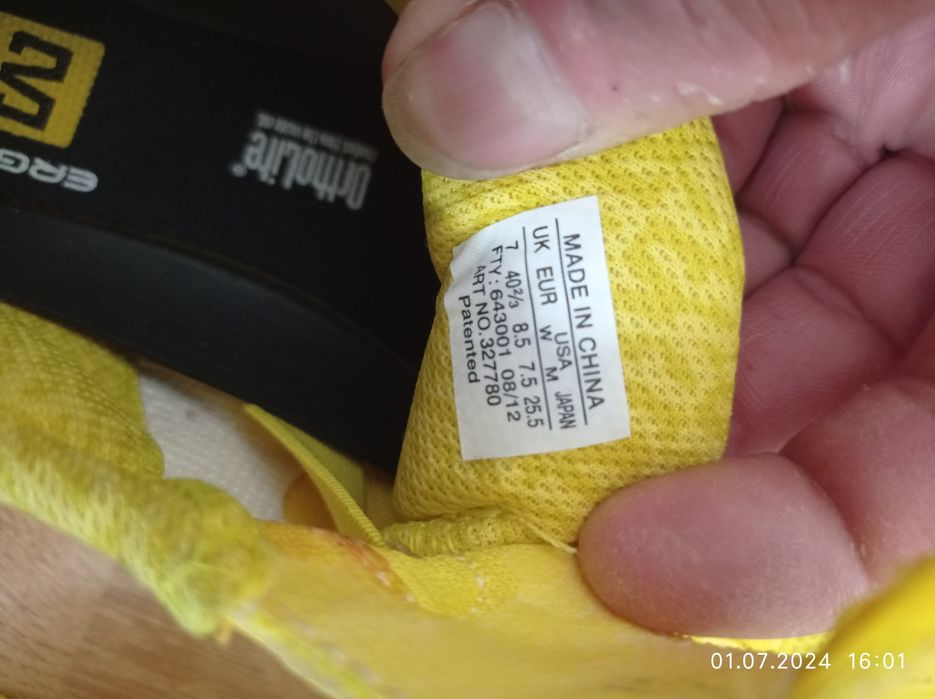 MADE IN CHINA
USA
UK EUR W M JAPAN
7 40⅔ 8.5 7.5 25.5
FTY: 643001 08/12
ART NO.327780
Patented
OrthoLite®
ERG
01.07.2024 16:01